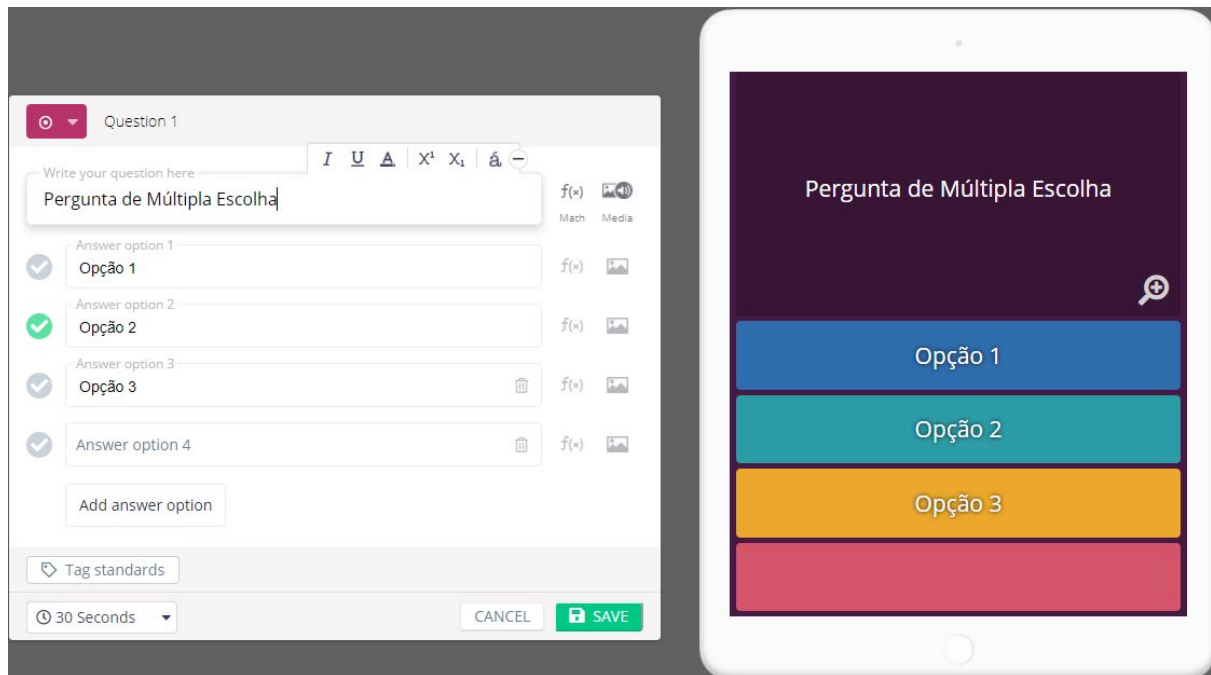 Question 1
I U A X¹ X₁ á
Write your question here
Pergunta de Múltipla Escolha
f(×)
Math Media
Answer option 1
Opção 1 f(×)
Answer option 2
Opção 2 f(×)
Answer option 3
Opção 3 f(×)
Answer option 4 f(×)
Add answer option
Tag standards
30 Seconds CANCEL SAVE
Pergunta de Múltipla Escolha
Opção 1
Opção 2
Opção 3